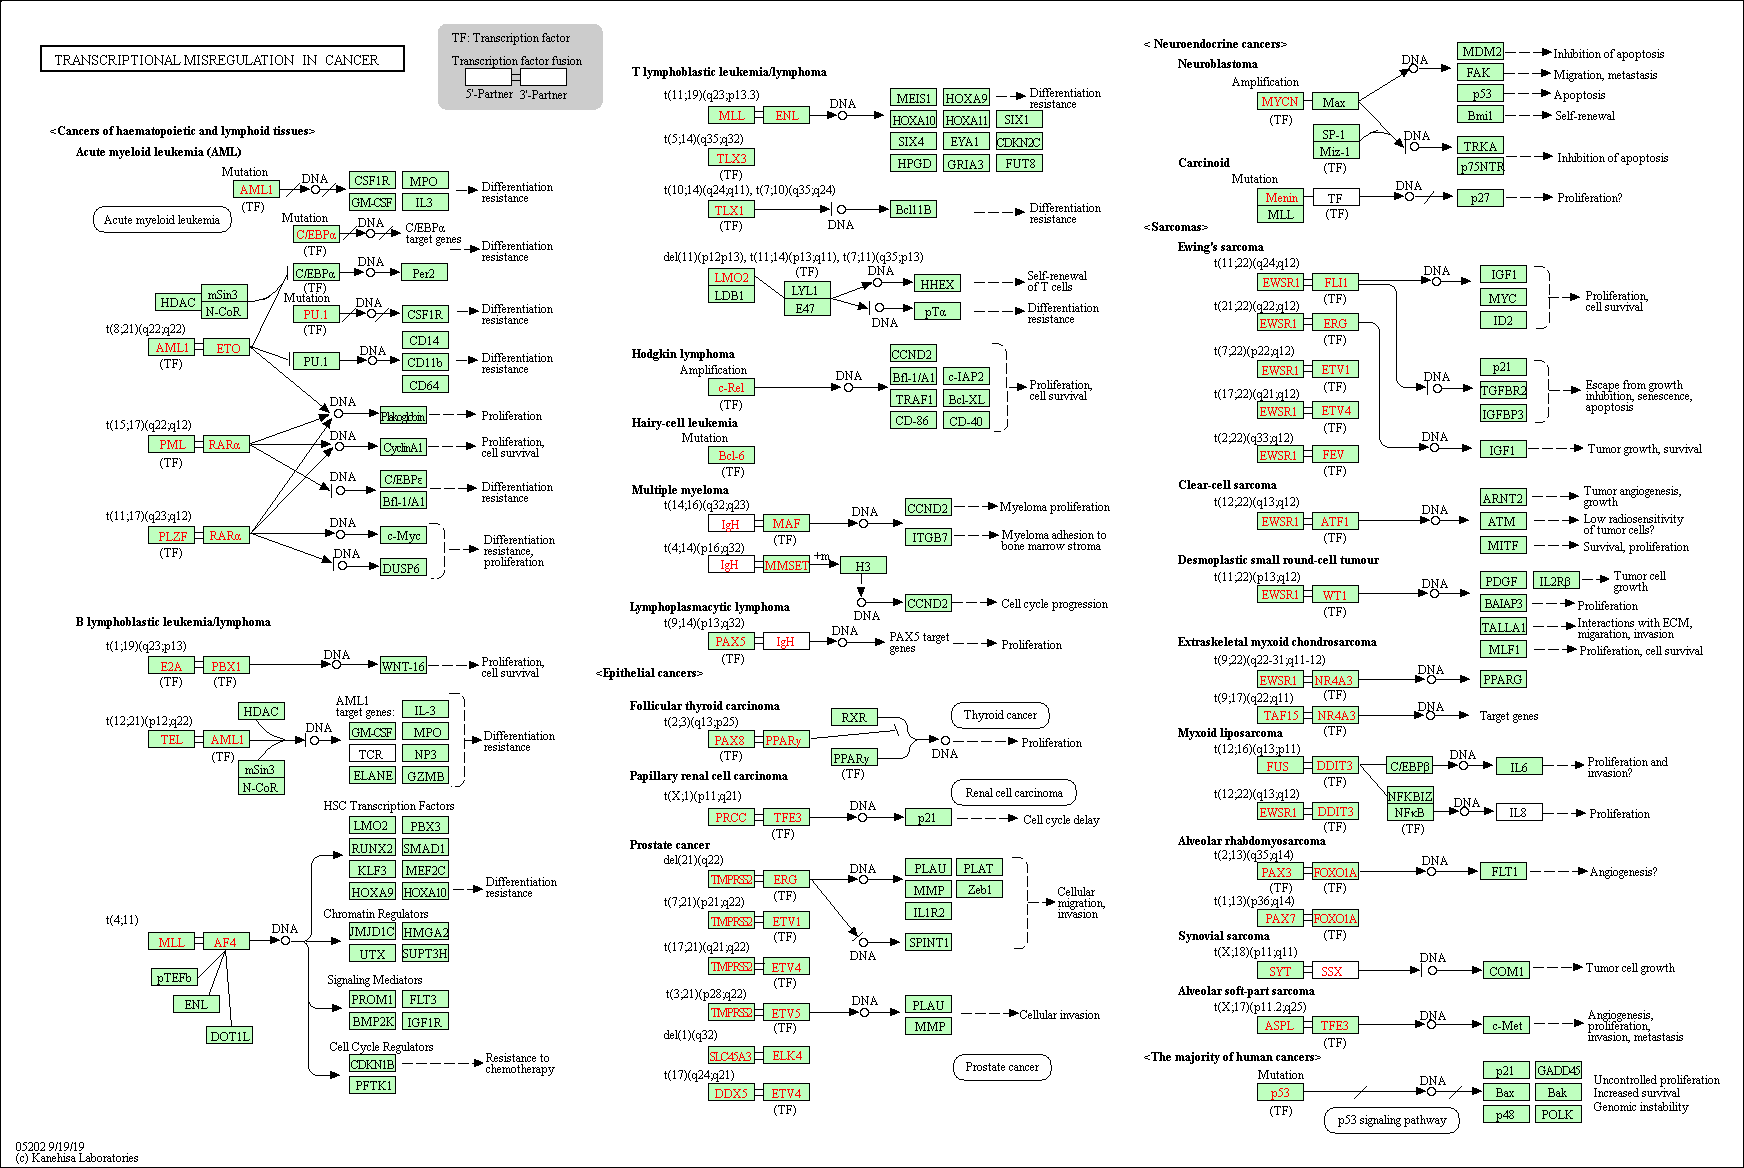 TRANSCRIPTIONAL MISREGULATION IN CANCER
TF: Transcription factor
Transcription factor fusion
5'-Partner 3'-Partner
<Cancers of haematopoietic and lymphoid tissues>
Acute myeloid leukemia (AML)
Mutation
AML1
(TF)
DNA
CSF1R MPO
GM-CSF IL3
Differentiation
resistance
Acute myeloid leukemia
Mutation
C/EBPα
(TF)
DNA
C/EBPα
target genes
Differentiation
resistance
C/EBPα
(TF)
DNA
Per2
HDAC
mSin3
N-CoR
Mutation
PU.1
(TF)
DNA
CSF1R
Differentiation
resistance
t(8;21)(q22;q22)
AML1 ETO
(TF)
PU.1
DNA
CD14
CD11b
CD64
Differentiation
resistance
DNA
Plakoglobin
Proliferation
t(15;17)(q22;q12)
PML RARα
(TF)
DNA
CyclinA1
Proliferation,
cell survival
DNA
C/EBPε
Bfl-1/A1
Differentiation
resistance
t(11;17)(q23;q12)
PLZF RARα
(TF)
DNA
c-Myc
DNA
DUSP6
Differentiation
resistance,
proliferation
B lymphoblastic leukemia/lymphoma
t(1;19)(q23;p13)
E2A PBX1
(TF) (TF)
DNA
WNT-16
Proliferation,
cell survival
t(12;21)(p12;q22)
TEL AML1
(TF)
HDAC
mSin3
N-CoR
DNA
AML1
target genes:
IL-3
GM-CSF MPO
TCR NP3
ELANE GZMB
Differentiation
resistance
HSC Transcription Factors
LMO2 PBX3
RUNX2 SMAD1
KLF3 MEF2C
HOXA9 HOXA10
Differentiation
resistance
t(4;11)
MLL AF4
DNA
pTEFb
ENL
DOT1L
Chromatin Regulators
JMJD1C HMGA2
UTX SUPT3H
Signaling Mediators
PROM1 FLT3
BMP2K IGF1R
Cell Cycle Regulators
CDKN1B
PFTK1
Resistance to
chemotherapy
05202 9/19/19
(c) Kanehisa Laboratories
T lymphoblastic leukemia/lymphoma
t(11;19)(q23;p13.3)
MLL ENL
DNA
MEIS1 HOXA9
HOXA10 HOXA11 SIX1
SIX4 EYA1 CDKN2C
HPGD GRIA3 FUT8
Differentiation
resistance
t(5;14)(q35;q32)
TLX3
(TF)
t(10;14)(q24;q11), t(7;10)(q35;q24)
TLX1
(TF)
DNA
Bcl11B
Differentiation
resistance
del(11)(p12p13), t(11;14)(p13;q11), t(7;11)(q35;p13)
LMO2
LDB1
(TF)
LYL1
E47
DNA
HHEX
Self-renewal
of T cells
DNA
pTα
Differentiation
resistance
Hodgkin lymphoma
Amplification
c-Rel
(TF)
DNA
CCND2
Bfl-1/A1 c-IAP2
TRAF1 Bcl-XL
CD-86 CD-40
Proliferation,
cell survival
Hairy-cell leukemia
Mutation
Bcl-6
(TF)
Multiple myeloma
t(14;16)(q32;q23)
IgH MAF
(TF)
DNA
CCND2
ITGB7
Myeloma proliferation
Myeloma adhesion to
bone marrow stroma
t(4;14)(p16;q32)
IgH MMSET
+m
H3
DNA
CCND2
Cell cycle progression
Lymphoplasmacytic lymphoma
t(9;14)(p13;q32)
PAX5 IgH
(TF)
DNA
PAX5 target
genes
Proliferation
<Epithelial cancers>
Follicular thyroid carcinoma
t(2;3)(q13;p25)
PAX8 PPARγ
(TF)
RXR
PPARγ
(TF)
DNA
Thyroid cancer
Proliferation
Papillary renal cell carcinoma
t(X;1)(p11;q21)
PRCC TFE3
(TF)
DNA
p21
Renal cell carcinoma
Cell cycle delay
Prostate cancer
del(21)(q22)
TMPRSS2 ERG
(TF)
DNA
PLAU PLAT
MMP Zeb1
IL1R2
DNA
SPINT1
Cellular
migration,
invasion
t(7;21)(p21;q22)
TMPRSS2 ETV1
(TF)
t(17;21)(q21;q22)
TMPRSS2 ETV4
(TF)
t(3;21)(p28;q22)
TMPRSS2 ETV5
(TF)
DNA
PLAU
MMP
Cellular invasion
del(1)(q32)
SLC45A3 ELK4
t(17)(q24;q21)
DDX5 ETV4
(TF)
Prostate cancer
<Neuroendocrine cancers>
Neuroblastoma
Amplification
MYCN Max
(TF)
SP-1
Miz-1
(TF)
DNA
MDM2
FAK
p53
Bmi1
Inhibition of apoptosis
Migration, metastasis
Apoptosis
Self-renewal
DNA
TRKA
p75NTR
Inhibition of apoptosis
Carcinoid
Mutation
Menin
MLL
TF
(TF)
DNA
p27
Proliferation?
<Sarcomas>
Ewing's sarcoma
t(11;22)(q24;q12)
EWSR1 FLI1
(TF)
DNA
IGF1
MYC
ID2
Proliferation,
cell survival
t(21;22)(q22;q12)
EWSR1 ERG
(TF)
t(7;22)(p22;q12)
EWSR1 ETV1
(TF)
DNA
p21
TGFBR2
IGFBP3
Escape from growth
inhibition, senescence,
apoptosis
t(17;22)(q21;q12)
EWSR1 ETV4
(TF)
t(2;22)(q33;q12)
EWSR1 FEV
(TF)
DNA
IGF1
Tumor growth, survival
Clear-cell sarcoma
t(12;22)(q13;q12)
EWSR1 ATF1
(TF)
DNA
ARNT2
ATM
MITF
Tumor angiogenesis,
growth
Low radiosensitivity
of tumor cells?
Survival, proliferation
Desmoplastic small round-cell tumour
t(11;22)(p13;q12)
EWSR1 WT1
(TF)
DNA
PDGF IL2Rβ
BAIAP3
TALLA1
MLF1
Tumor cell
growth
Proliferation
Interactions with ECM,
migaration, invasion
Proliferation, cell survival
Extraskeletal myxoid chondrosarcoma
t(9;22)(q22-31;q11-12)
EWSR1 NR4A3
(TF)
DNA
PPARG
t(9;17)(q22;q11)
TAF15 NR4A3
(TF)
DNA
Target genes
Myxoid liposarcoma
t(12;16)(q13;p11)
FUS DDIT3
(TF)
C/EBPβ
DNA
IL6
Proliferation and
invasion?
t(12;22)(q13;q12)
EWSR1 DDIT3
(TF)
NFKBIZ
NFκB
(TF)
DNA
IL8
Proliferation
Alveolar rhabdomyosarcoma
t(2;13)(q35;q14)
PAX3 FOXO1A
(TF) (TF)
DNA
FLT1
Angiogenesis?
t(1;13)(p36;q14)
PAX7 FOXO1A
(TF)
Synovial sarcoma
t(X;18)(p11;q11)
SYT SSX
DNA
COM1
Tumor cell growth
Alveolar soft-part sarcoma
t(X;17)(p11.2;q25)
ASPL TFE3
(TF)
DNA
c-Met
Angiogenesis,
proliferation,
invasion, metastasis
<The majority of human cancers>
Mutation
p53
(TF)
DNA
p21 GADD45
Bax Bak
p48 POLK
Uncontrolled proliferation
Increased survival
Genomic instability
p53 signaling pathway